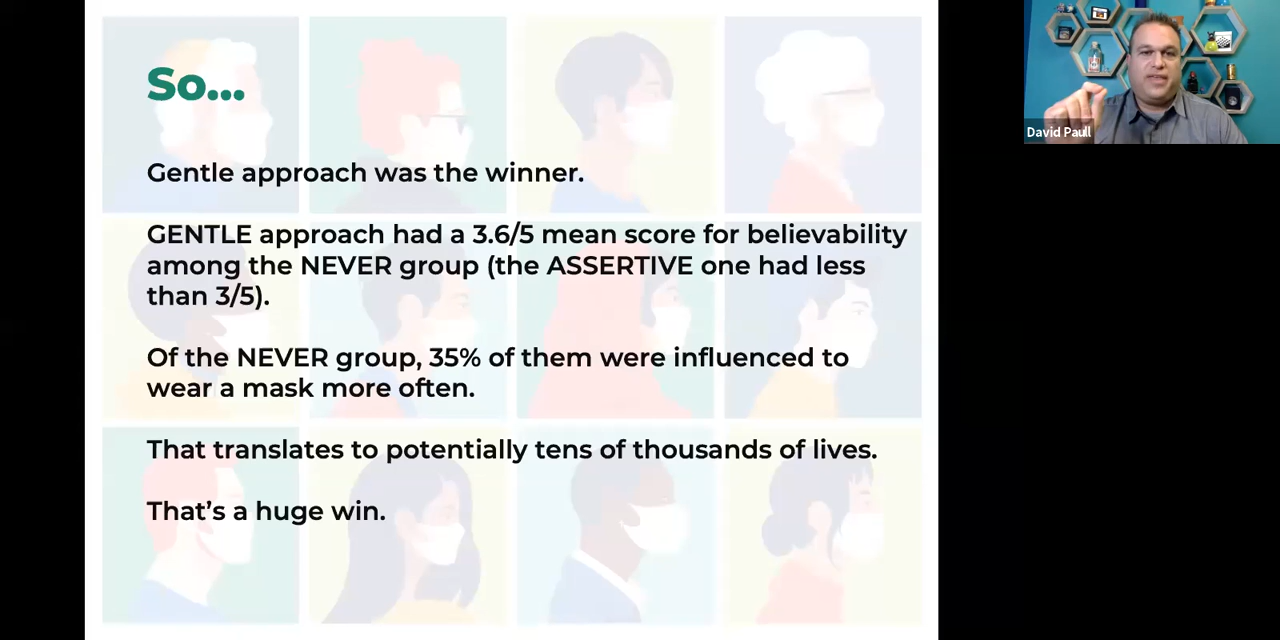 So...
Gentle approach was the winner.
GENTLE approach had a 3.6/5 mean score for believability
among the NEVER group (the ASSERTIVE one had less
than 3/5).
Of the NEVER group, 35% of them were influenced to
wear a mask more often.
That translates to potentially tens of thousands of lives.
That’s a huge win.
David Paull